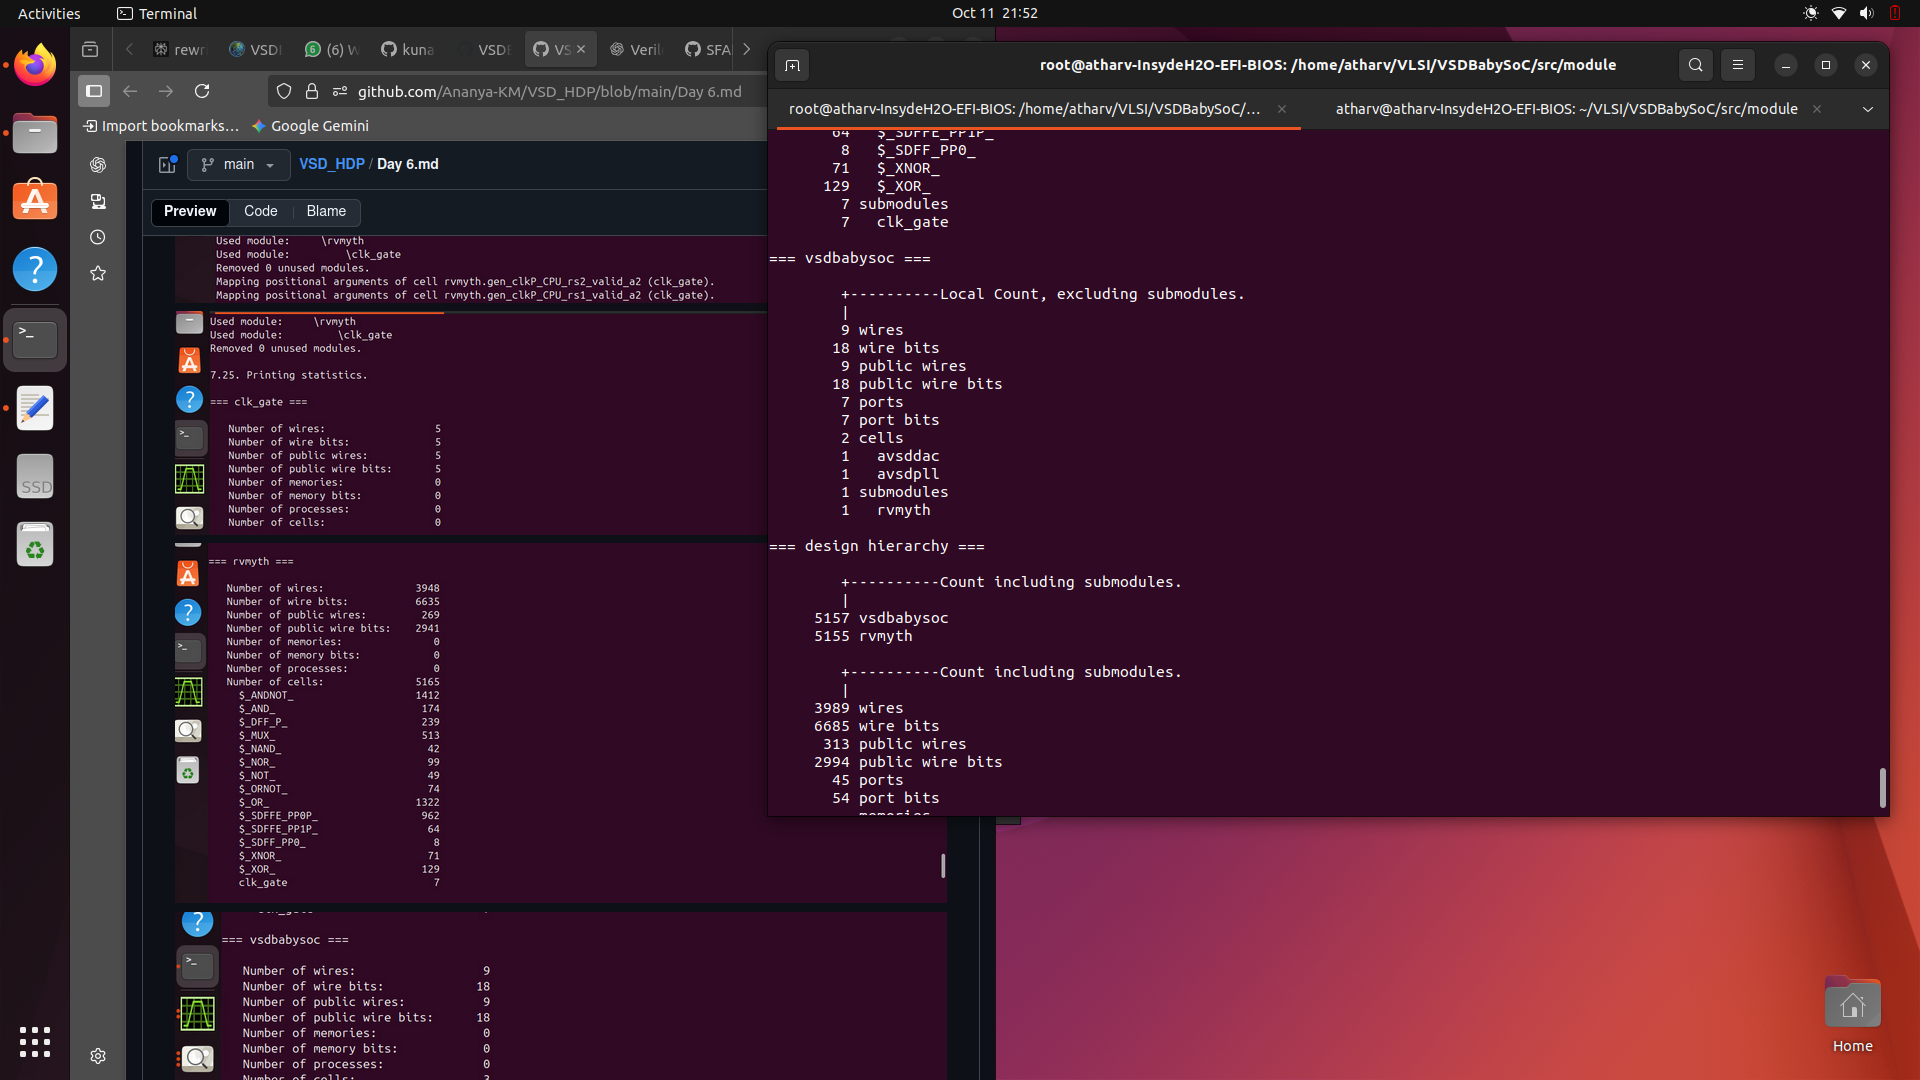 Activities
Terminal
Oct 11 21:52
rewr
VSDI
(6) W
kuna
VSDE
VS
Veril
SFA
github.com/Ananya-KM/VSD_HDP/blob/main/Day 6.md
Import bookmarks...
Google Gemini
main
VSD_HDP / Day 6.md
Preview
Code
Blame
Used module:     \rvmyth
Used module:         \clk_gate
Removed 0 unused modules.
Mapping positional arguments of cell rvmyth.gen_clkP_CPU_rs2_valid_a2 (clk_gate).
Mapping positional arguments of cell rvmyth.gen_clkP_CPU_rs1_valid_a2 (clk_gate).
Used module:     \rvmyth
Used module:         \clk_gate
Removed 0 unused modules.
7.25. Printing statistics.
=== clk_gate ===
Number of wires: 5
Number of wire bits: 5
Number of public wires: 5
Number of public wire bits: 5
Number of memories: 0
Number of memory bits: 0
Number of processes: 0
Number of cells: 0
=== rvmyth ===
Number of wires: 3948
Number of wire bits: 6635
Number of public wires: 269
Number of public wire bits: 2941
Number of memories: 0
Number of memory bits: 0
Number of processes: 0
Number of cells: 5165
$_ANDNOT_ 1412
$_AND_ 174
$_DFF_P_ 239
$_MUX_ 513
$_NAND_ 42
$_NOR_ 99
$_NOT_ 49
$_ORNOT_ 74
$_OR_ 1322
$_SDFFE_PP0P_ 962
$_SDFFE_PP1P_ 64
$_SDFF_PP0_ 8
$_XNOR_ 71
$_XOR_ 129
clk_gate 7
=== vsdbabysoc ===
Number of wires: 9
Number of wire bits: 18
Number of public wires: 9
Number of public wire bits: 18
Number of memories: 0
Number of memory bits: 0
Number of processes: 0
Number of cells: 3
root@atharv-InsydeH2O-EFI-BIOS: /home/atharv/VLSI/VSDBabySoC/src/module
root@atharv-InsydeH2O-EFI-BIOS: /home/atharv/VLSI/VSDBabySoC/...
atharv@atharv-InsydeH2O-EFI-BIOS: ~/VLSI/VSDBabySoC/src/module
64 $_SDFFE_PP1P_
8 $_SDFF_PP0_
71 $_XNOR_
129 $_XOR_
7 submodules
7 clk_gate
=== vsdbabysoc ===
+----------Local Count, excluding submodules.
|
9 wires
18 wire bits
9 public wires
18 public wire bits
7 ports
7 port bits
2 cells
1 avsddac
1 avsdpll
1 submodules
1 rvmyth
=== design hierarchy ===
+----------Count including submodules.
|
5157 vsdbabysoc
5155 rvmyth
+----------Count including submodules.
|
3989 wires
6685 wire bits
313 public wires
2994 public wire bits
45 ports
54 port bits
SSD
Home